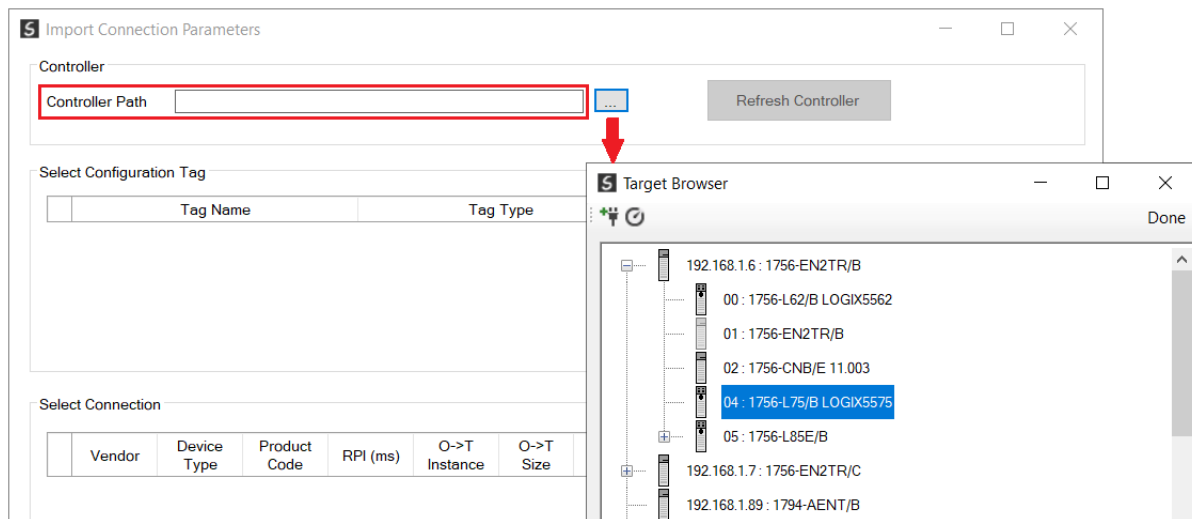 S Import Connection Parameters
Controller
Controller Path ... Refresh Controller
Select Configuration Tag
Tag Name Tag Type
Select Connection
Vendor Device Type Product Code RPI (ms) O->T Instance O->T Size
S Target Browser
Done
192.168.1.6 : 1756-EN2TR/B
00 : 1756-L62/B LOGIX5562
01 : 1756-EN2TR/B
02 : 1756-CNB/E 11.003
04 : 1756-L75/B LOGIX5575
05 : 1756-L85E/B
192.168.1.7 : 1756-EN2TR/C
192.168.1.89 : 1794-AENT/B